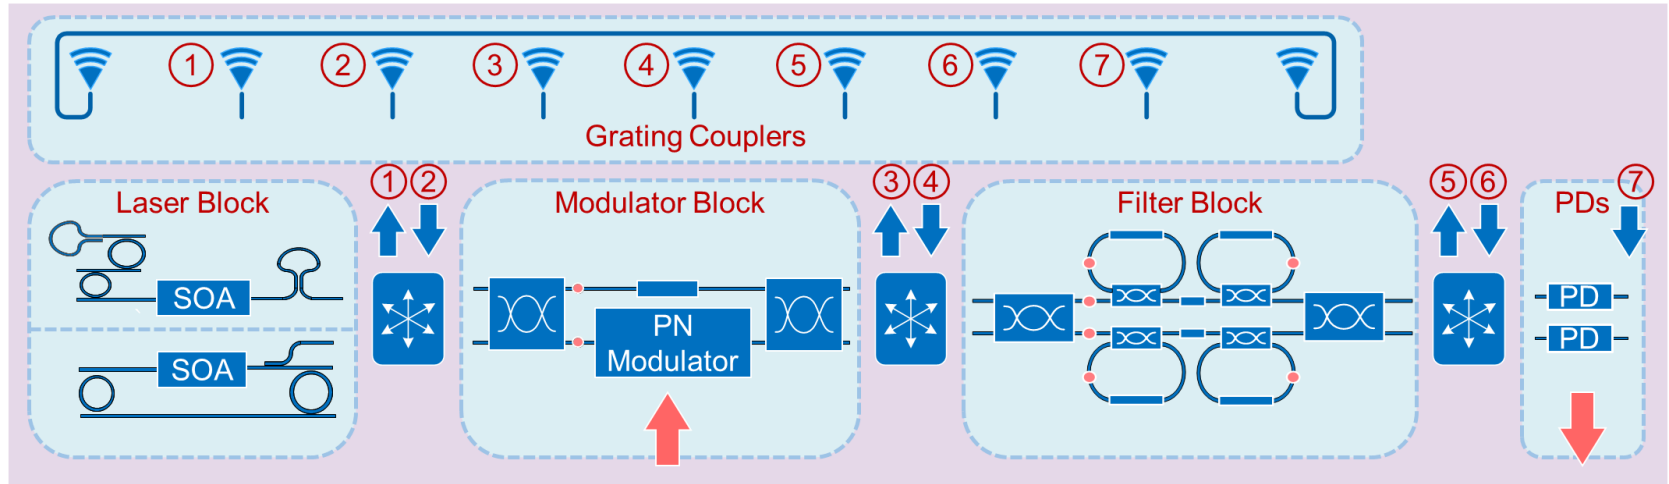 ① ② ③ ④ ⑤ ⑥ ⑦
Grating Couplers
① ② ③ ④ ⑤ ⑥ ⑦
Laser Block
Modulator Block
Filter Block
PDs
SOA
SOA
PN
Modulator
PD
PD